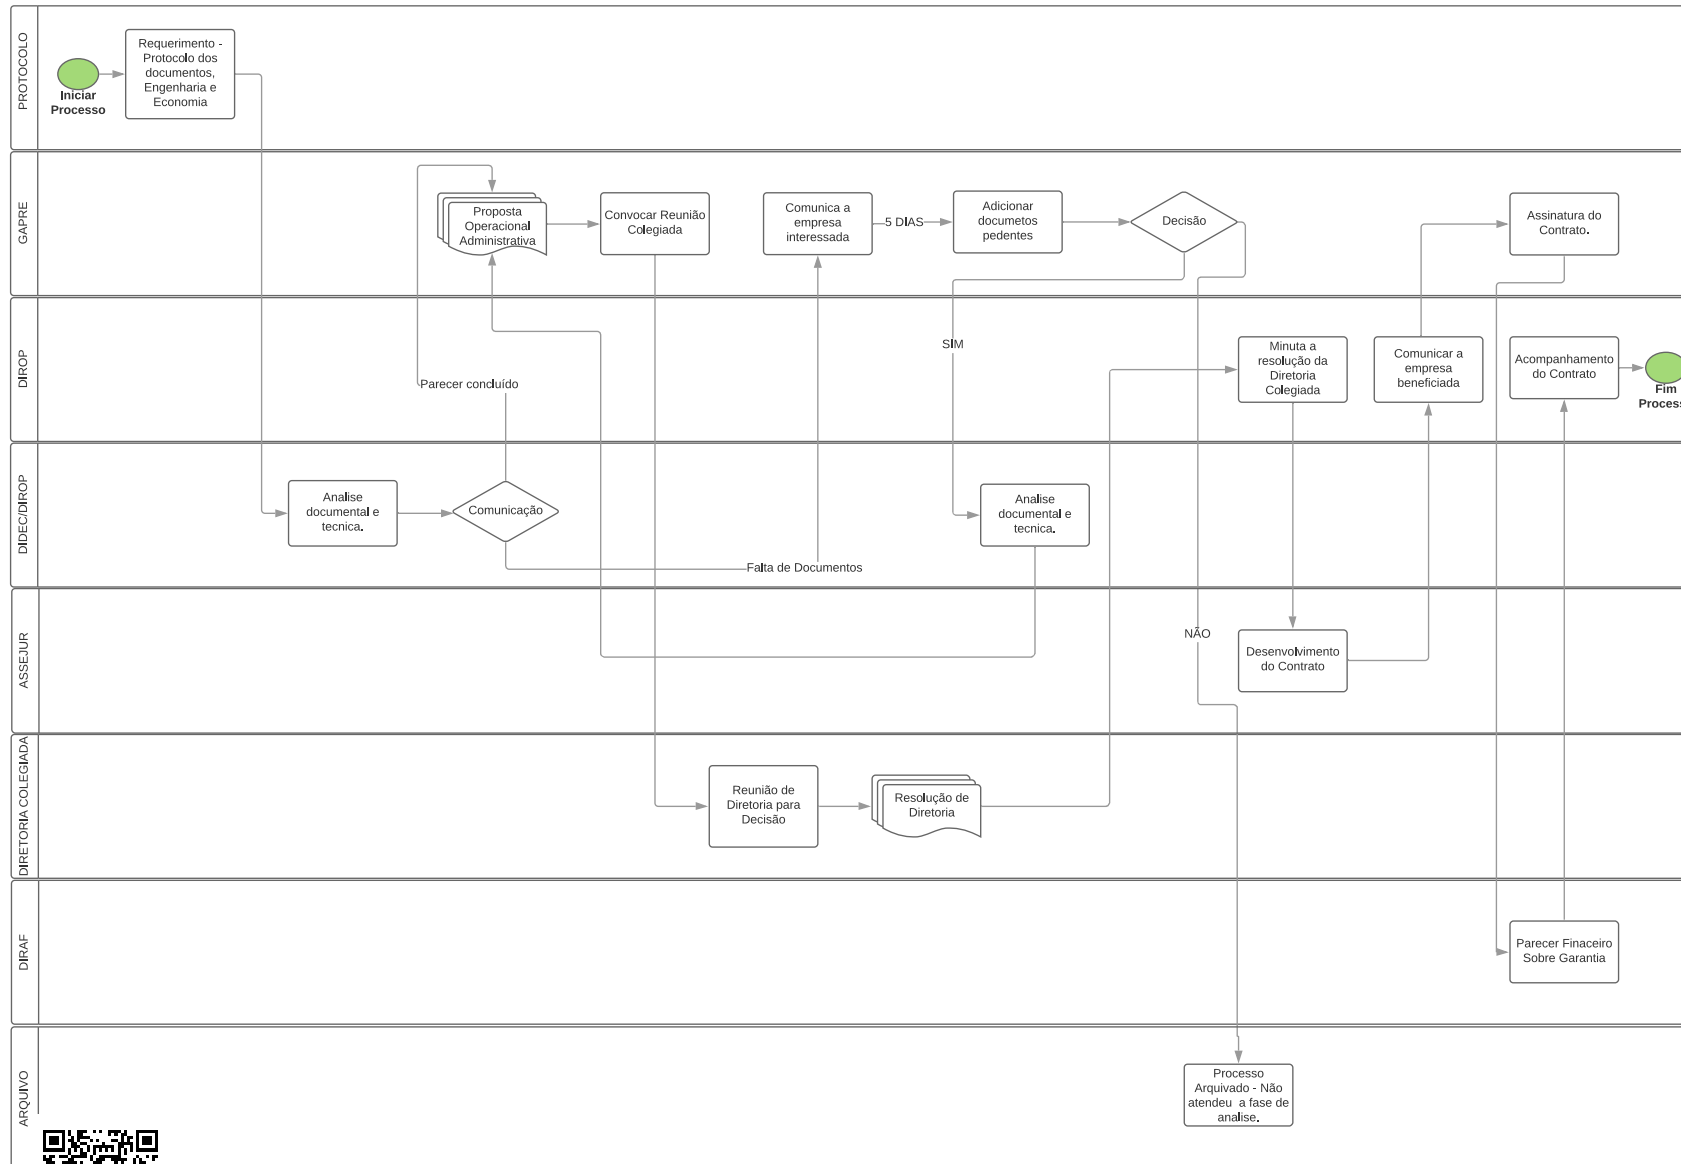 PROTOCOLO
Iniciar
Processo
Requerimento -
Protocolo dos
documentos,
Engenharia e
Economia
GAPRE
Proposta
Operacional
Administrativa
Convocar Reunião
Colegiada
Comunica a
empresa
interessada
5 DIAS
Adicionar
documetos
pedentes
Decisão
Assinatura do
Contrato.
DIROP
Parecer concluído
SIM
Minuta a
resolução da
Diretoria
Colegiada
Comunicar a
empresa
beneficiada
Acompanhamento
do Contrato
Fim
Process
DIDEC/DIROP
Analise
documental e
tecnica.
Comunicação
Falta de Documentos
Analise
documental e
tecnica.
ASSEJUR
NÃO
Desenvolvimento
do Contrato
DIRETORIA COLEGIADA
Reunião de
Diretoria para
Decisão
Resolução de
Diretoria
DIRAF
Parecer Finaceiro
Sobre Garantia
ARQUIVO
Processo
Arquivado - Não
atendeu a fase de
analise.